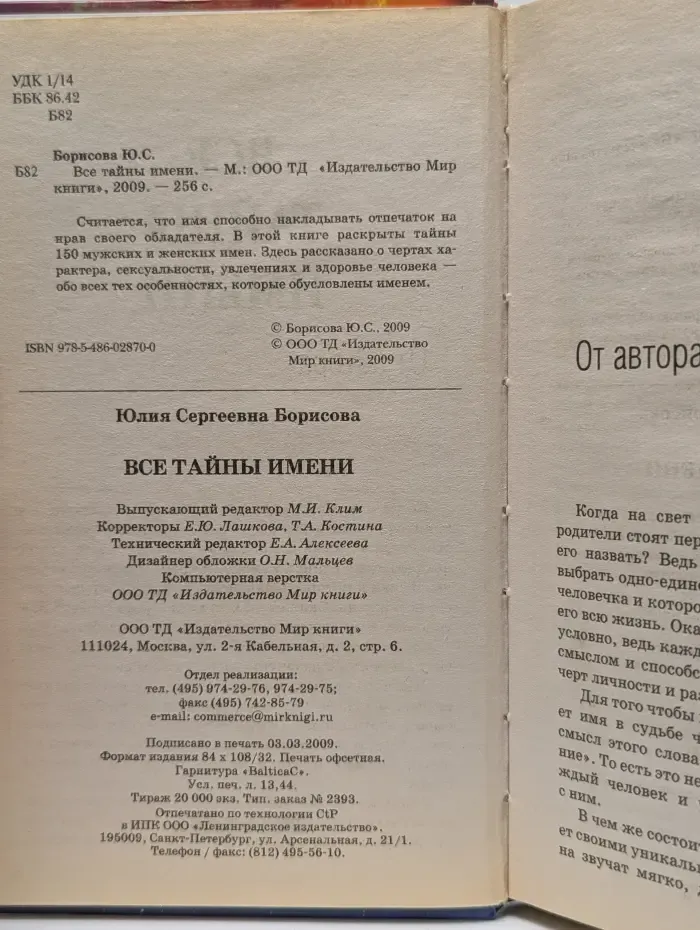 УДК 1/14
ББК 86.42
Б82
Борисова Ю.С.
Б82 Все тайны имени. — М.: ООО ТД «Издательство Мир
книги», 2009. — 256 с.
Считается, что имя способно накладывать отпечаток на
нрав своего обладателя. В этой книге раскрыты тайны
150 мужских и женских имен. Здесь рассказано о чертах ха-
рактера, сексуальности, увлечениях и здоровье человека —
обо всех тех особенностях, которые обусловлены именем.
© Борисова Ю.С., 2009
ISBN 978-5-486-02870-0 © ООО ТД «Издательство
Мир книги», 2009
Юлия Сергеевна Борисова
ВСЕ ТАЙНЫ ИМЕНИ
Выпускающий редактор М.И. Клим
Корректоры Е.Ю. Лашкова, Т.А. Костина
Технический редактор Е.А. Алексеева
Дизайнер обложки О.Н. Мальцев
Компьютерная верстка
ООО ТД «Издательство Мир книги»
ООО ТД «Издательство Мир книги»
111024, Москва, ул. 2-я Кабельная, д. 2, стр. 6.
Отдел реализации:
тел. (495) 974-29-76, 974-29-75;
факс (495) 742-85-79
e-mail: commerce@mirknigi.ru
Подписано в печать 03.03.2009.
Формат издания 84 х 108/32. Печать офсетная.
Гарнитура «BalticaC».
Усл. печ. л. 13,44.
Тираж 20 000 экз. Тип. заказ № 2393.
Отпечатано по технологии CtP
в ИПК ООО «Ленинградское издательство».
195009, Санкт-Петербург, ул. Арсенальная, д. 21/1.
Телефон / факс: (812) 495-56-10.
От автора
Когда на свет
родители стоят пер
его назвать? Ведь
выбрать одно-един
человечка и которо
его всю жизнь. Ока
условно, ведь кажд
смыслом и способс
черт личности и ра
Для того чтобы
ет имя в судьбе ч
смысл этого слова
ние». То есть это не
ждый человек и
с ним.
В чем же состои
ет своими уникаль
на звучат мягко,